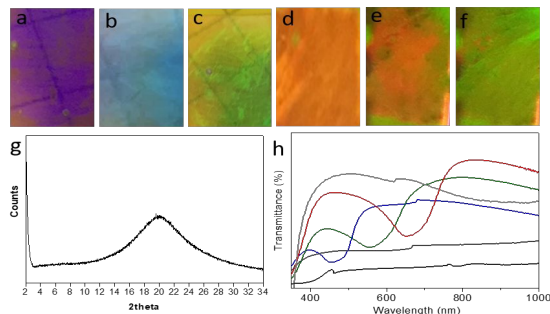 a b c d e f
g
Counts
2 4 6 8 10 12 14 16 18 20 22 24 26 28 30 32 34
2theta
h
Transmittance (%)
400 600 800 1000
Wavelength (nm)